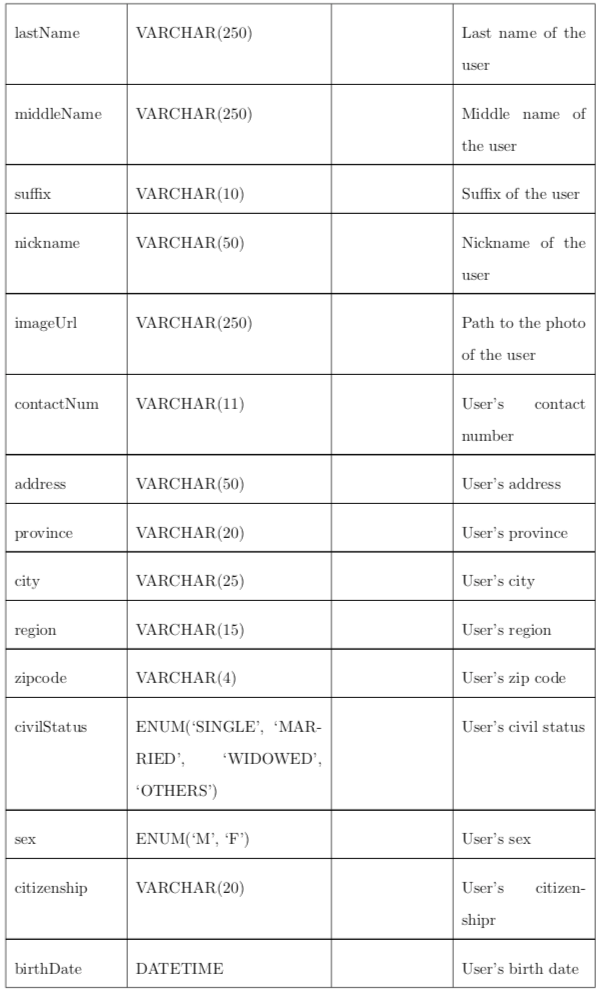 lastName VARCHAR(250) Last name of the
user
middleName VARCHAR(250) Middle name of
the user
suffix VARCHAR(10) Suffix of the user
nickname VARCHAR(50) Nickname of the
user
imageUrl VARCHAR(250) Path to the photo
of the user
contactNum VARCHAR(11) User's contact
number
address VARCHAR(50) User's address
province VARCHAR(20) User's province
city VARCHAR(25) User's city
region VARCHAR(15) User's region
zipcode VARCHAR(4) User's zip code
civilStatus ENUM(‘SINGLE’, ‘MAR-
RIED’, ‘WIDOWED’,
‘OTHERS’)
User's civil status
sex ENUM(‘M’, ‘F’) User's sex
citizenship VARCHAR(20) User's citizen-
shipr
birthDate DATETIME User's birth date